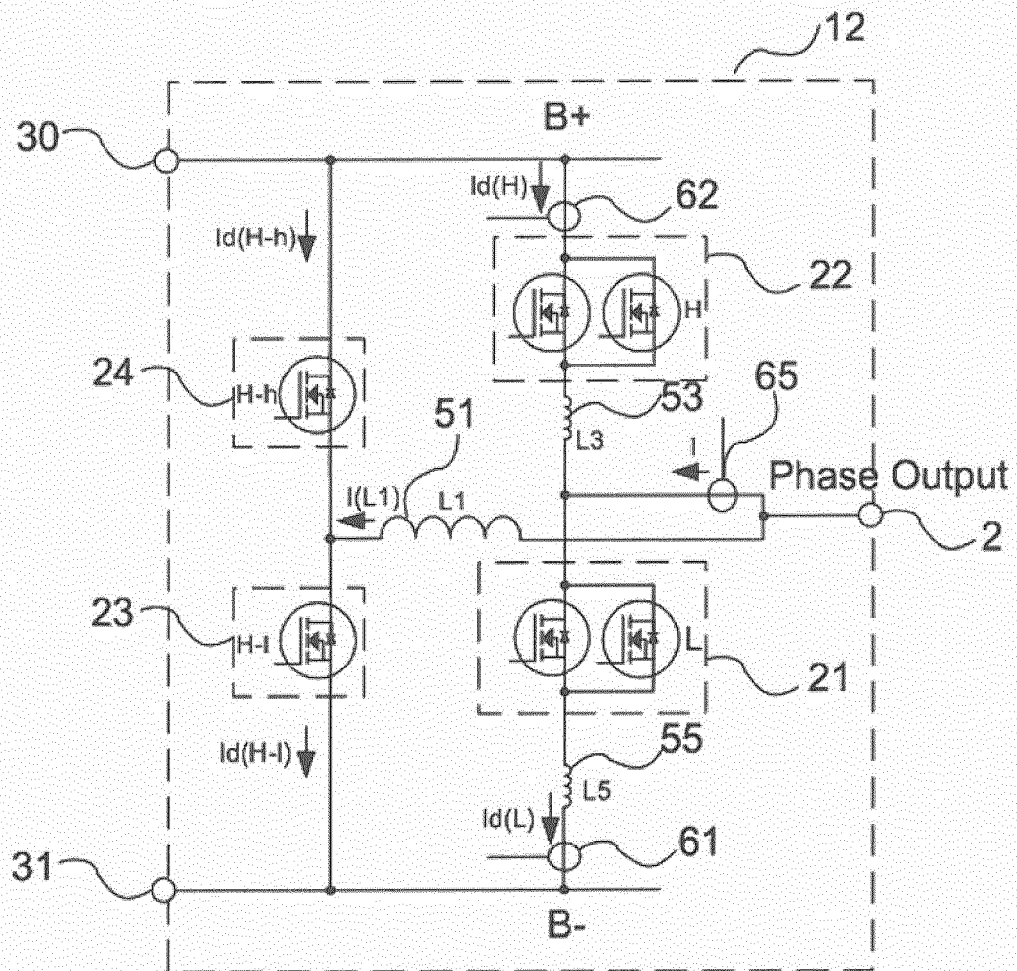 12
B+
30
Id(H)
62
Id(H-h)
22
H
24
H-h
53
65
51
L3
I
Phase Output
I(L1)
L1
2
23
H-l
L
21
Id(H-l)
55
L5
Id(L)
61
31
B-